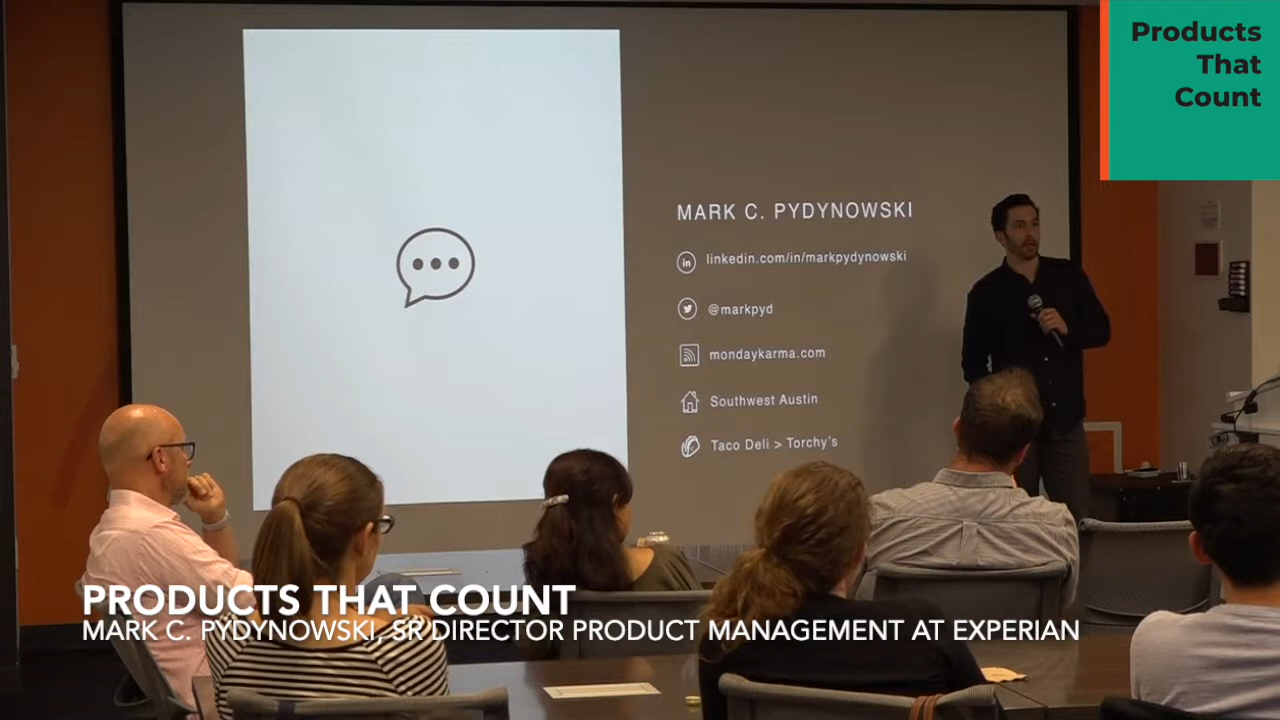 Products
That
Count
MARK C. PYDYNOWSKI
in
linkedin.com/in/markpydynowski
@markpyd
mondaykarma.com
Southwest Austin
Taco Deli > Torchy's
PRODUCTS THAT COUNT
MARK C. PYDYNOWSKI, SR DIRECTOR PRODUCT MANAGEMENT AT EXPERIAN